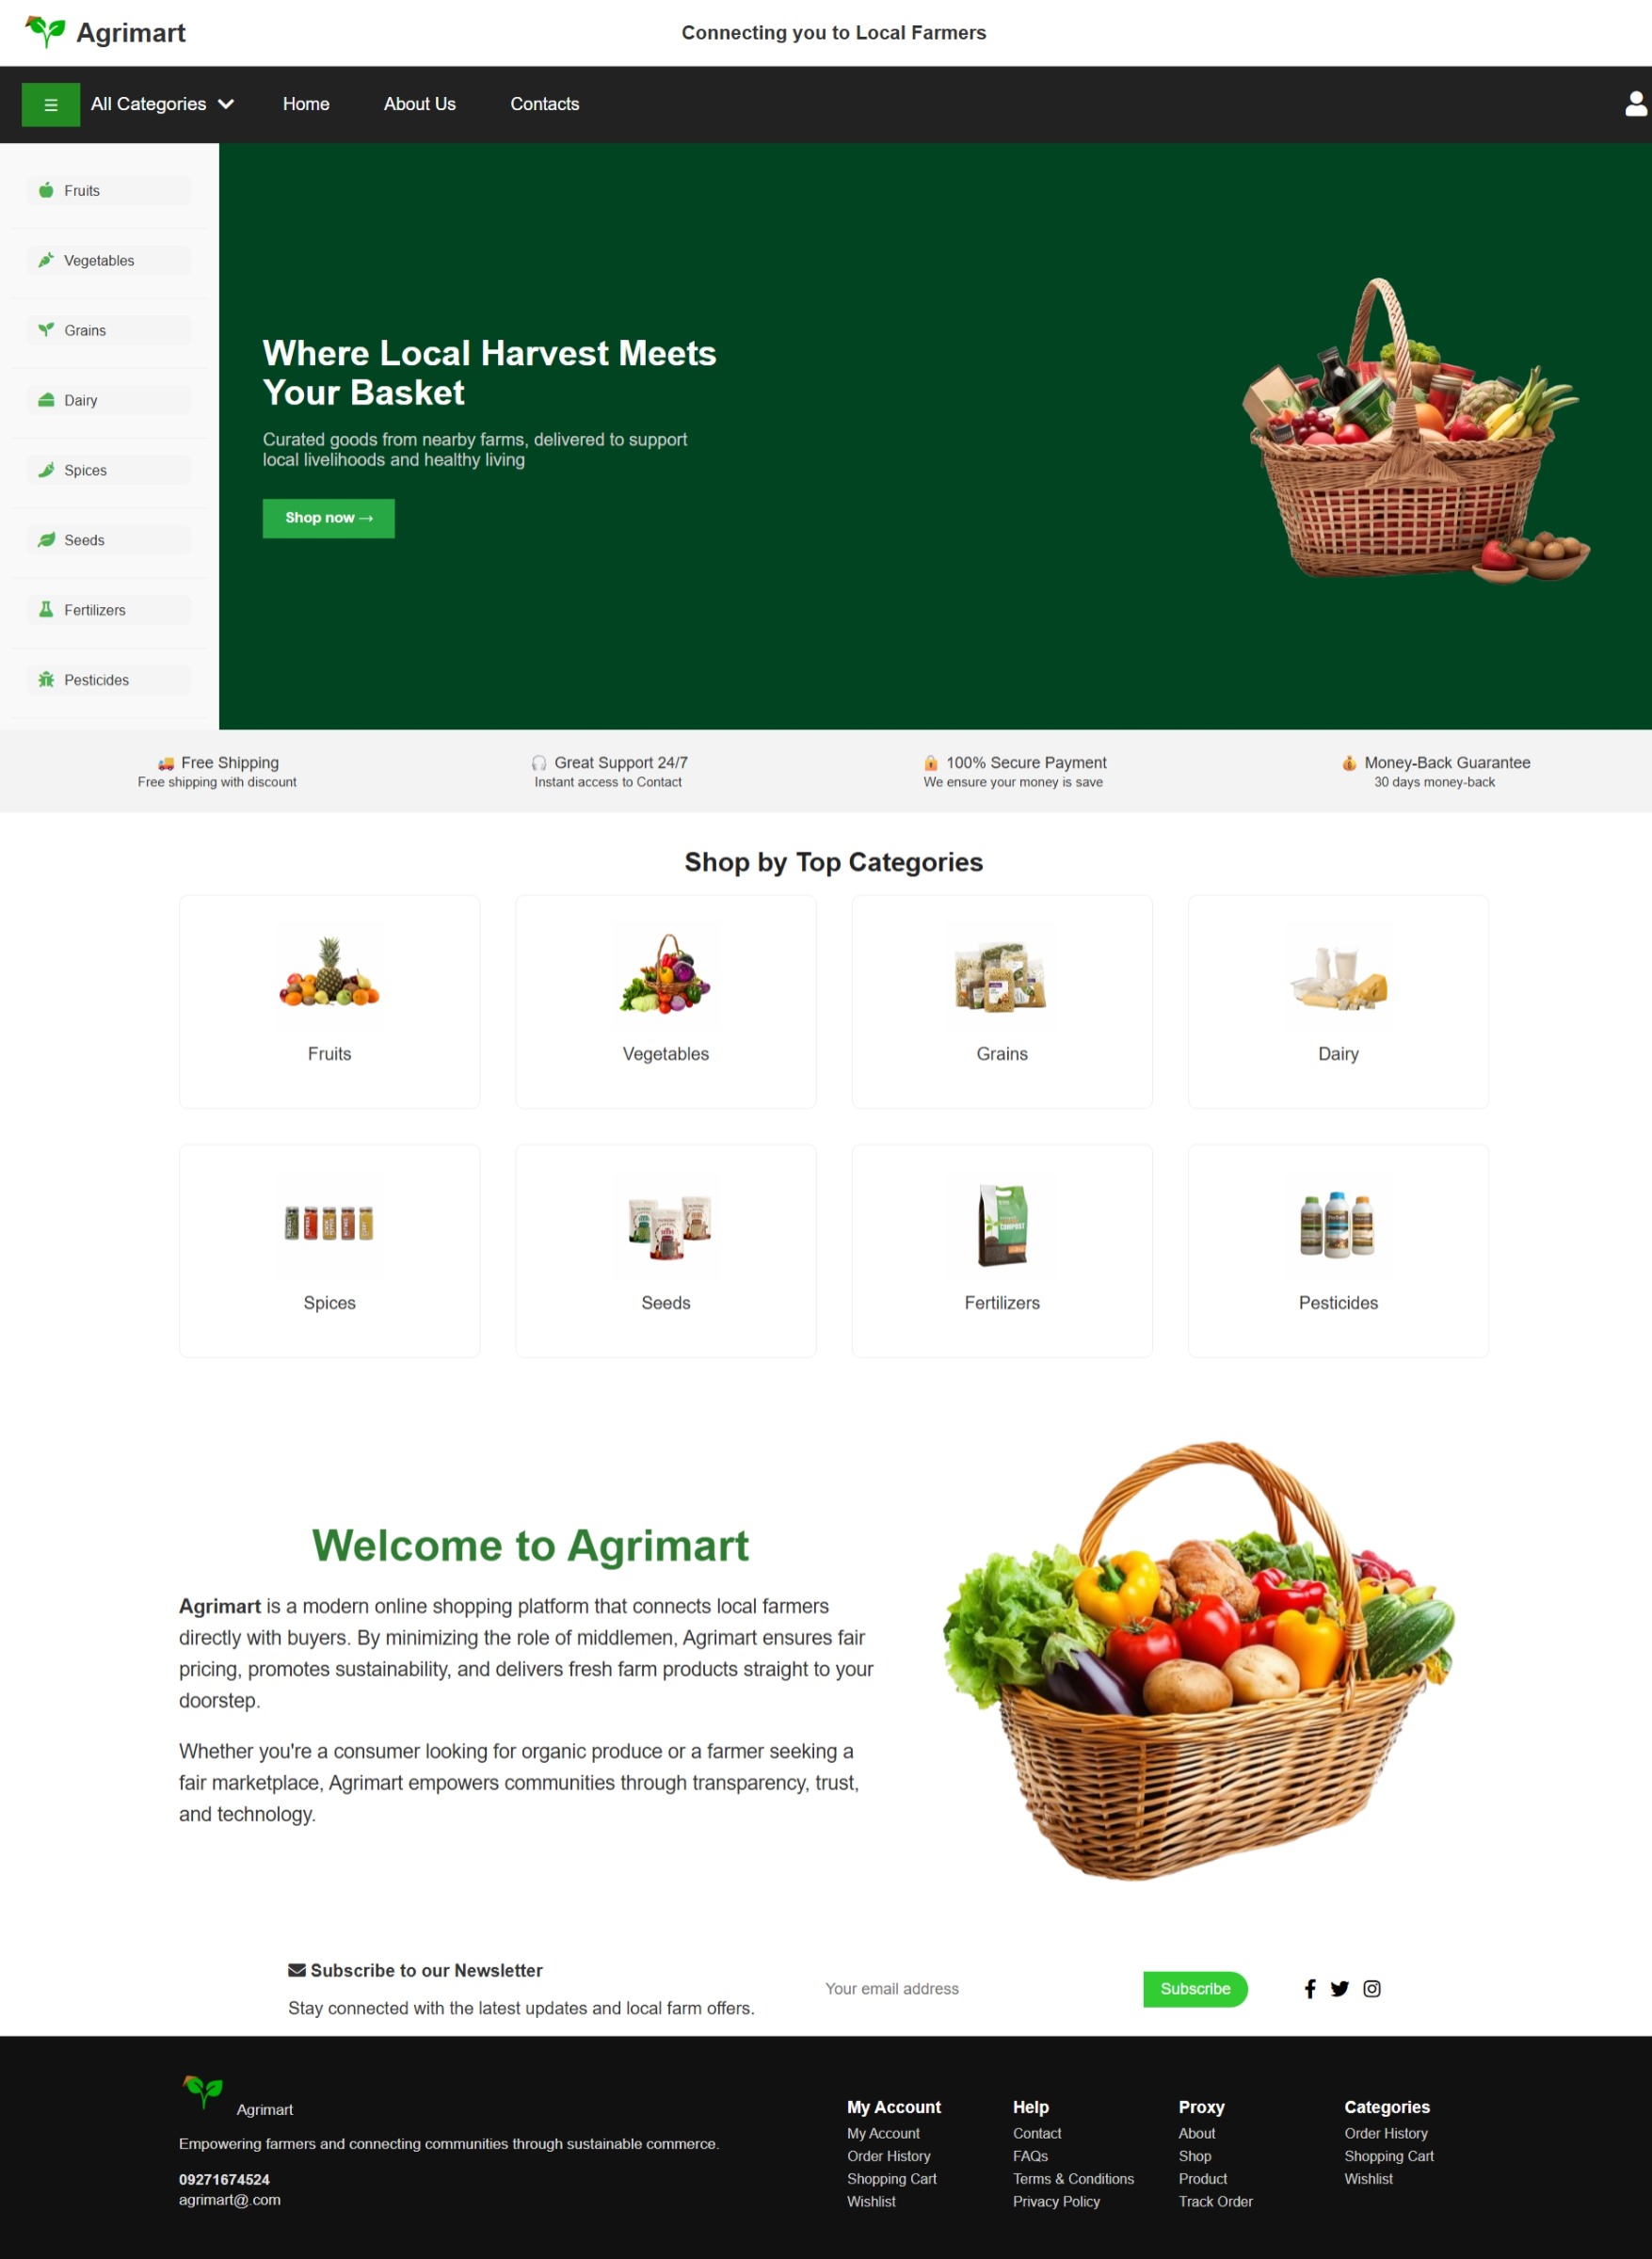 Agrimart
Connecting you to Local Farmers
All Categories
Home
About Us
Contacts
Fruits
Vegetables
Grains
Dairy
Spices
Seeds
Fertilizers
Pesticides
Where Local Harvest Meets
Your Basket
Curated goods from nearby farms, delivered to support
local livelihoods and healthy living
Shop now →
Free Shipping
Free shipping with discount
Great Support 24/7
Instant access to Contact
100% Secure Payment
We ensure your money is save
Money-Back Guarantee
30 days money-back
Shop by Top Categories
Fruits
Vegetables
Grains
Dairy
COMPOST
Spices
Seeds
Fertilizers
Pesticides
Welcome to Agrimart
Agrimart is a modern online shopping platform that connects local farmers
directly with buyers. By minimizing the role of middlemen, Agrimart ensures fair
pricing, promotes sustainability, and delivers fresh farm products straight to your
doorstep.
Whether you're a consumer looking for organic produce or a farmer seeking a
fair marketplace, Agrimart empowers communities through transparency, trust,
and technology.
Subscribe to our Newsletter
Stay connected with the latest updates and local farm offers.
Your email address
Subscribe
Agrimart
Empowering farmers and connecting communities through sustainable commerce.
09271674524
agrimart@.com
My Account
My Account
Order History
Shopping Cart
Wishlist
Help
Contact
FAQs
Terms & Conditions
Privacy Policy
Proxy
About
Shop
Product
Track Order
Categories
Order History
Shopping Cart
Wishlist